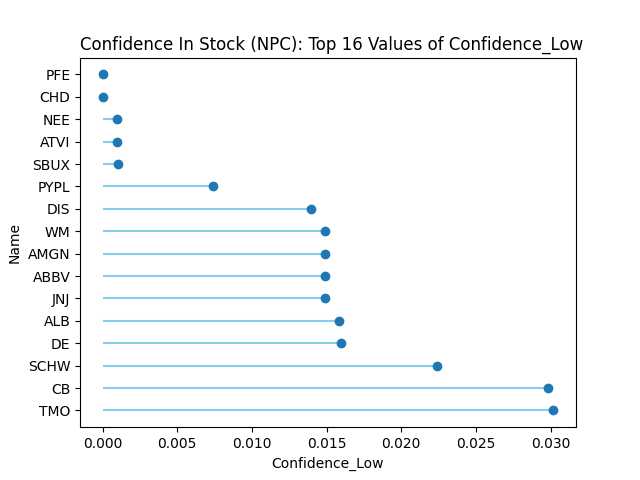 Confidence In Stock (NPC): Top 16 Values of Confidence_Low
PFE
CHD
NEE
ATVI
SBUX
PYPL
DIS
WM
AMGN
ABBV
JNJ
ALB
DE
SCHW
CB
TMO
Name
0.000 0.005 0.010 0.015 0.020 0.025 0.030
Confidence_Low